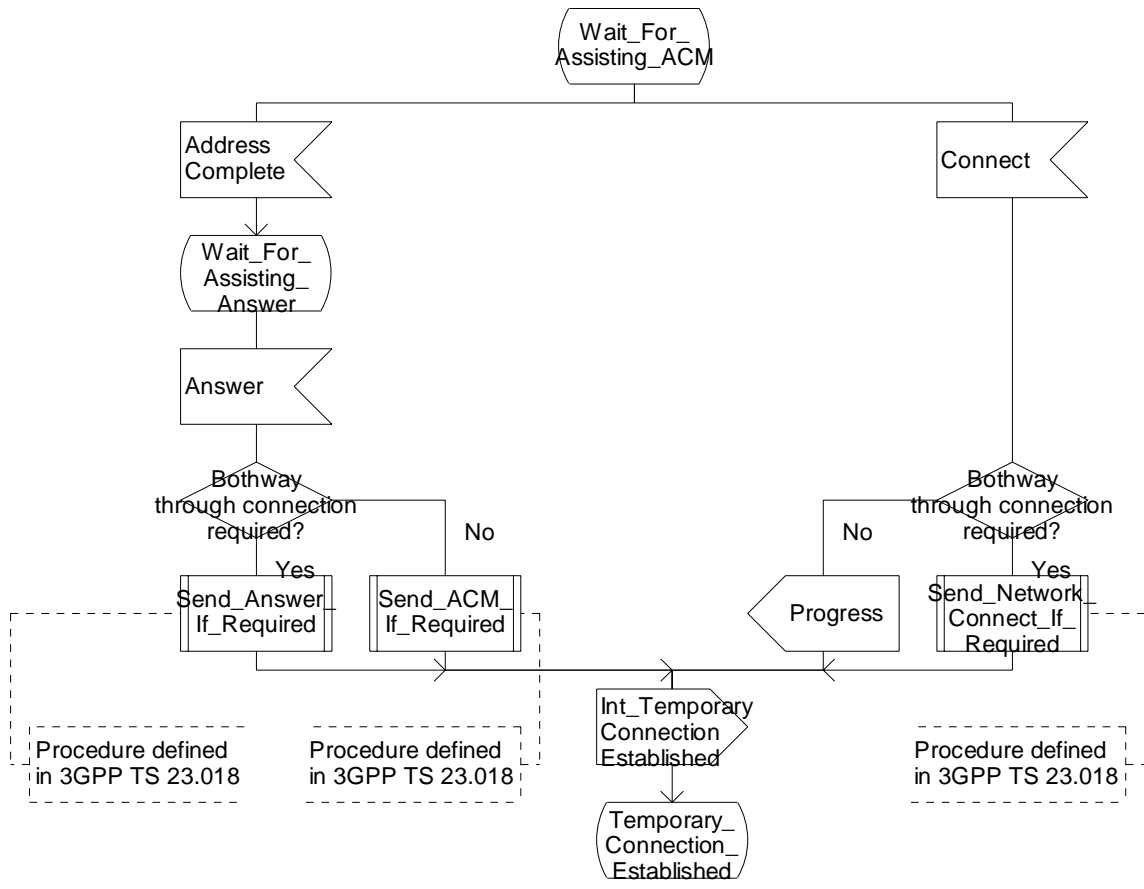 Wait_For_
Assisting_ACM
Address
Complete
Connect
Wait_For_
Assisting_
Answer
Answer
Bothway
through connection
required?
No
Yes
Bothway
through connection
required?
No
Yes
Send_Answer_
If_Required
Send_ACM_
If_Required
Progress
Send_Network_
Connect_If_
Required
Int_Temporary
Connection
Established
Procedure defined
in 3GPP TS 23.018
Procedure defined
in 3GPP TS 23.018
Procedure defined
in 3GPP TS 23.018
Temporary_
Connection_
Established